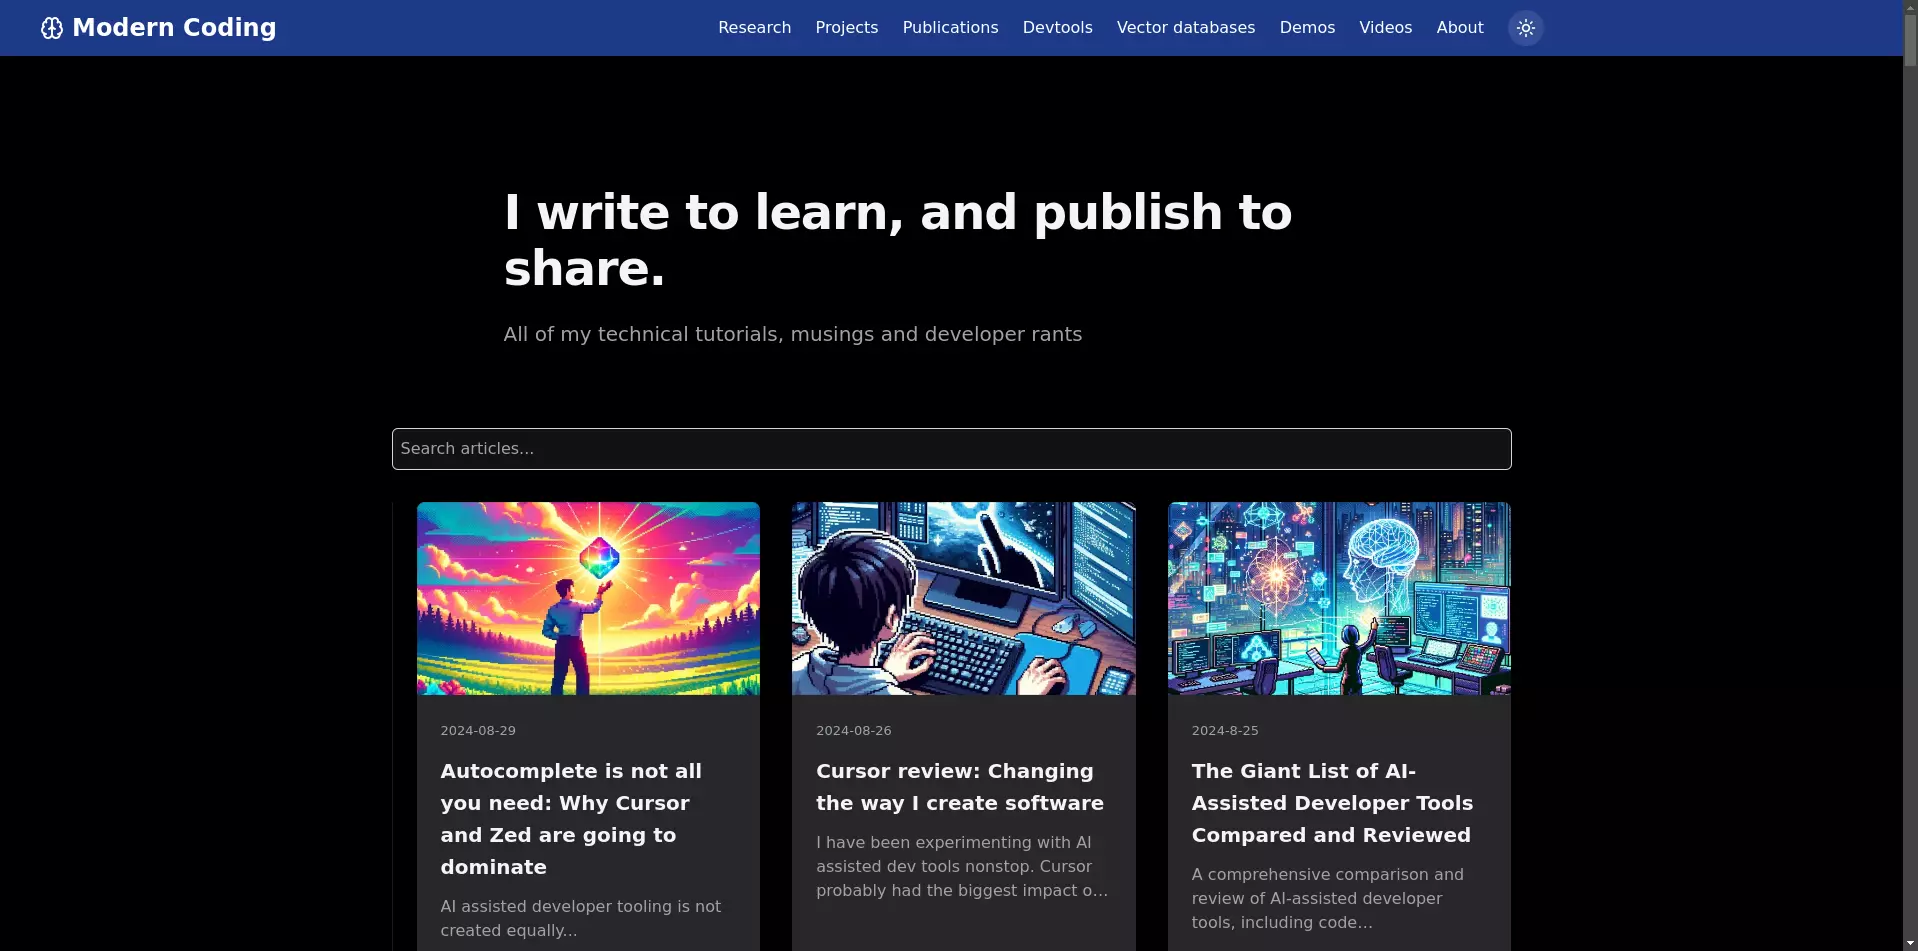 Modern Coding
Research Projects Publications Devtools Vector databases Demos Videos About
I write to learn, and publish to
share.
All of my technical tutorials, musings and developer rants
Search articles...
2024-08-29
Autocomplete is not all
you need: Why Cursor
and Zed are going to
dominate
AI assisted developer tooling is not
created equally...
2024-08-26
Cursor review: Changing
the way I create software
I have been experimenting with AI
assisted dev tools nonstop. Cursor
probably had the biggest impact o...
2024-8-25
The Giant List of AI-
Assisted Developer Tools
Compared and Reviewed
A comprehensive comparison and
review of AI-assisted developer
tools, including code...